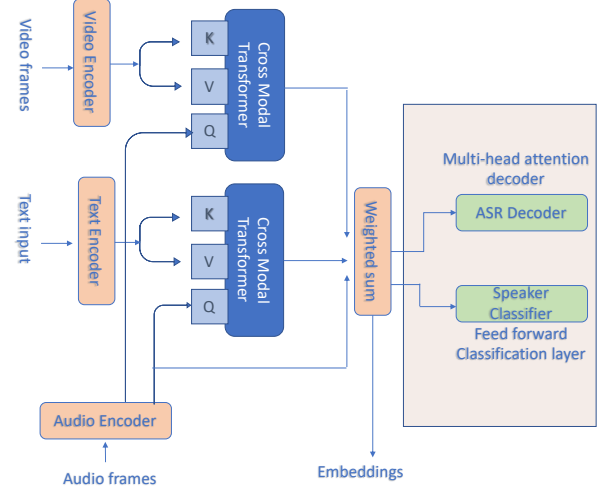 Video frames
Video Encoder
K
V
Q
Cross Modal
Transformer
Text input
Text Encoder
K
V
Q
Cross Modal
Transformer
Audio Encoder
Audio frames
Weighted sum
Embeddings
Multi-head attention
decoder
ASR Decoder
Speaker
Classifier
Feed forward
Classification layer